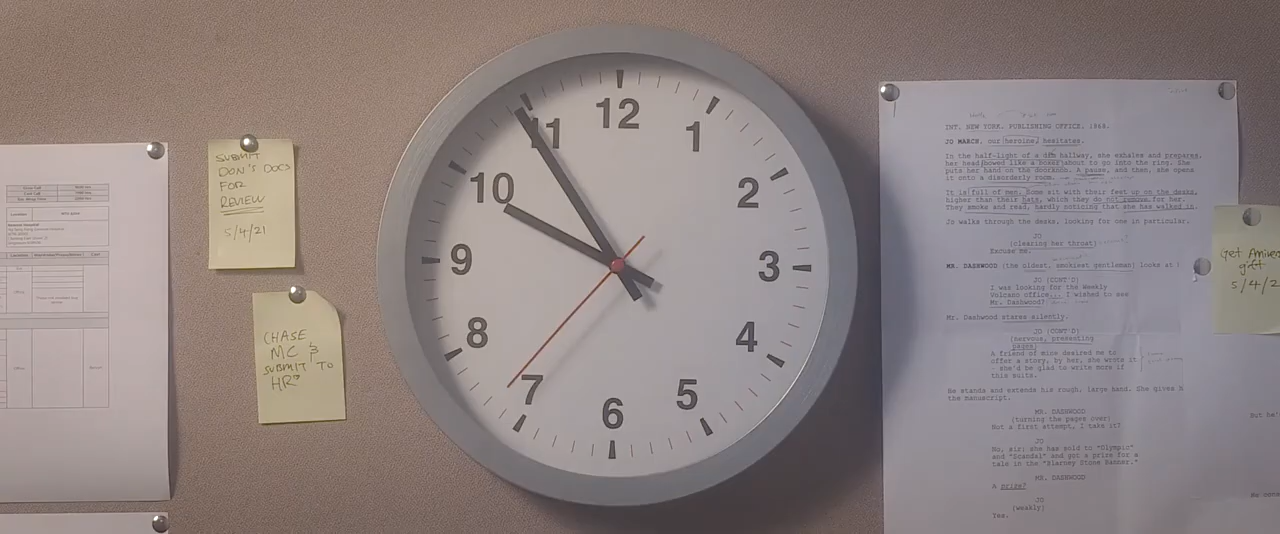 SUBMIT
DON'S DOCS
FOR
REVIEW
5/4/21
CHASE
MC &
SUBMIT TO
HR?
12
1
2
3
4
5
6
7
8
9
10
11
INT. NEW YORK. PUBLISHING OFFICE, 1868.
JO MARCH, our heroine, hesitates.
In the half-light of a dim hallway, she exhales and prepares,
her head bowed like a boxer about to go into the ring. She
puts her hand on the doorknob. A pause, and then, she opens
it onto a disorderly room.
It is full of men. Some sit with their feet up on the desks,
higher than their hats, which they do not remove for her.
They smoke and read, hardly noticing that she has walked in.
Jo walks through the desks, looking for one in particular.
JO
(clearing her throat)
Excuse me.
MR. DASHWOOD (the oldest, smokiest gentleman) looks at
JO (CONT'D)
I was looking for the Weekly
Volcano office... I wished to see
Mr. Dashwood?
Mr. Dashwood stares silently.
JO (CONT'D)
(nervous, presenting
pages)
A friend of mine desired me to
offer a story, by her, she wrote it
- she'd be glad to write more if
this suits.
He stands and extends his rough, large hand. She gives
the manuscript.
MR. DASHWOOD
(turning the pages over)
Not a first attempt, I take it?
JO
No, sir; she has sold to "Olympic"
and "Scandal" and got a prize for a
tale in the "Blarney Stone Banner."
MR. DASHWOOD
A prize?
JO
(weakly)
Yes.
But he'
Get
gift
5/4/2